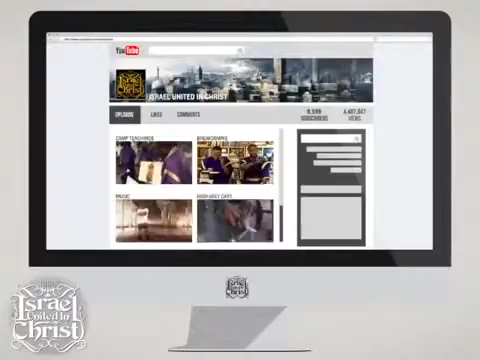 YouTube
ISRAEL UNITED IN CHRIST
UPLOADS LIKES COMMENTS
SUBSCRIBERS VIEWS
CAMP TEACHINGS BREAKDOWNS
MUSIC HIGH HOLY DAYS
Israel
United In
Christ